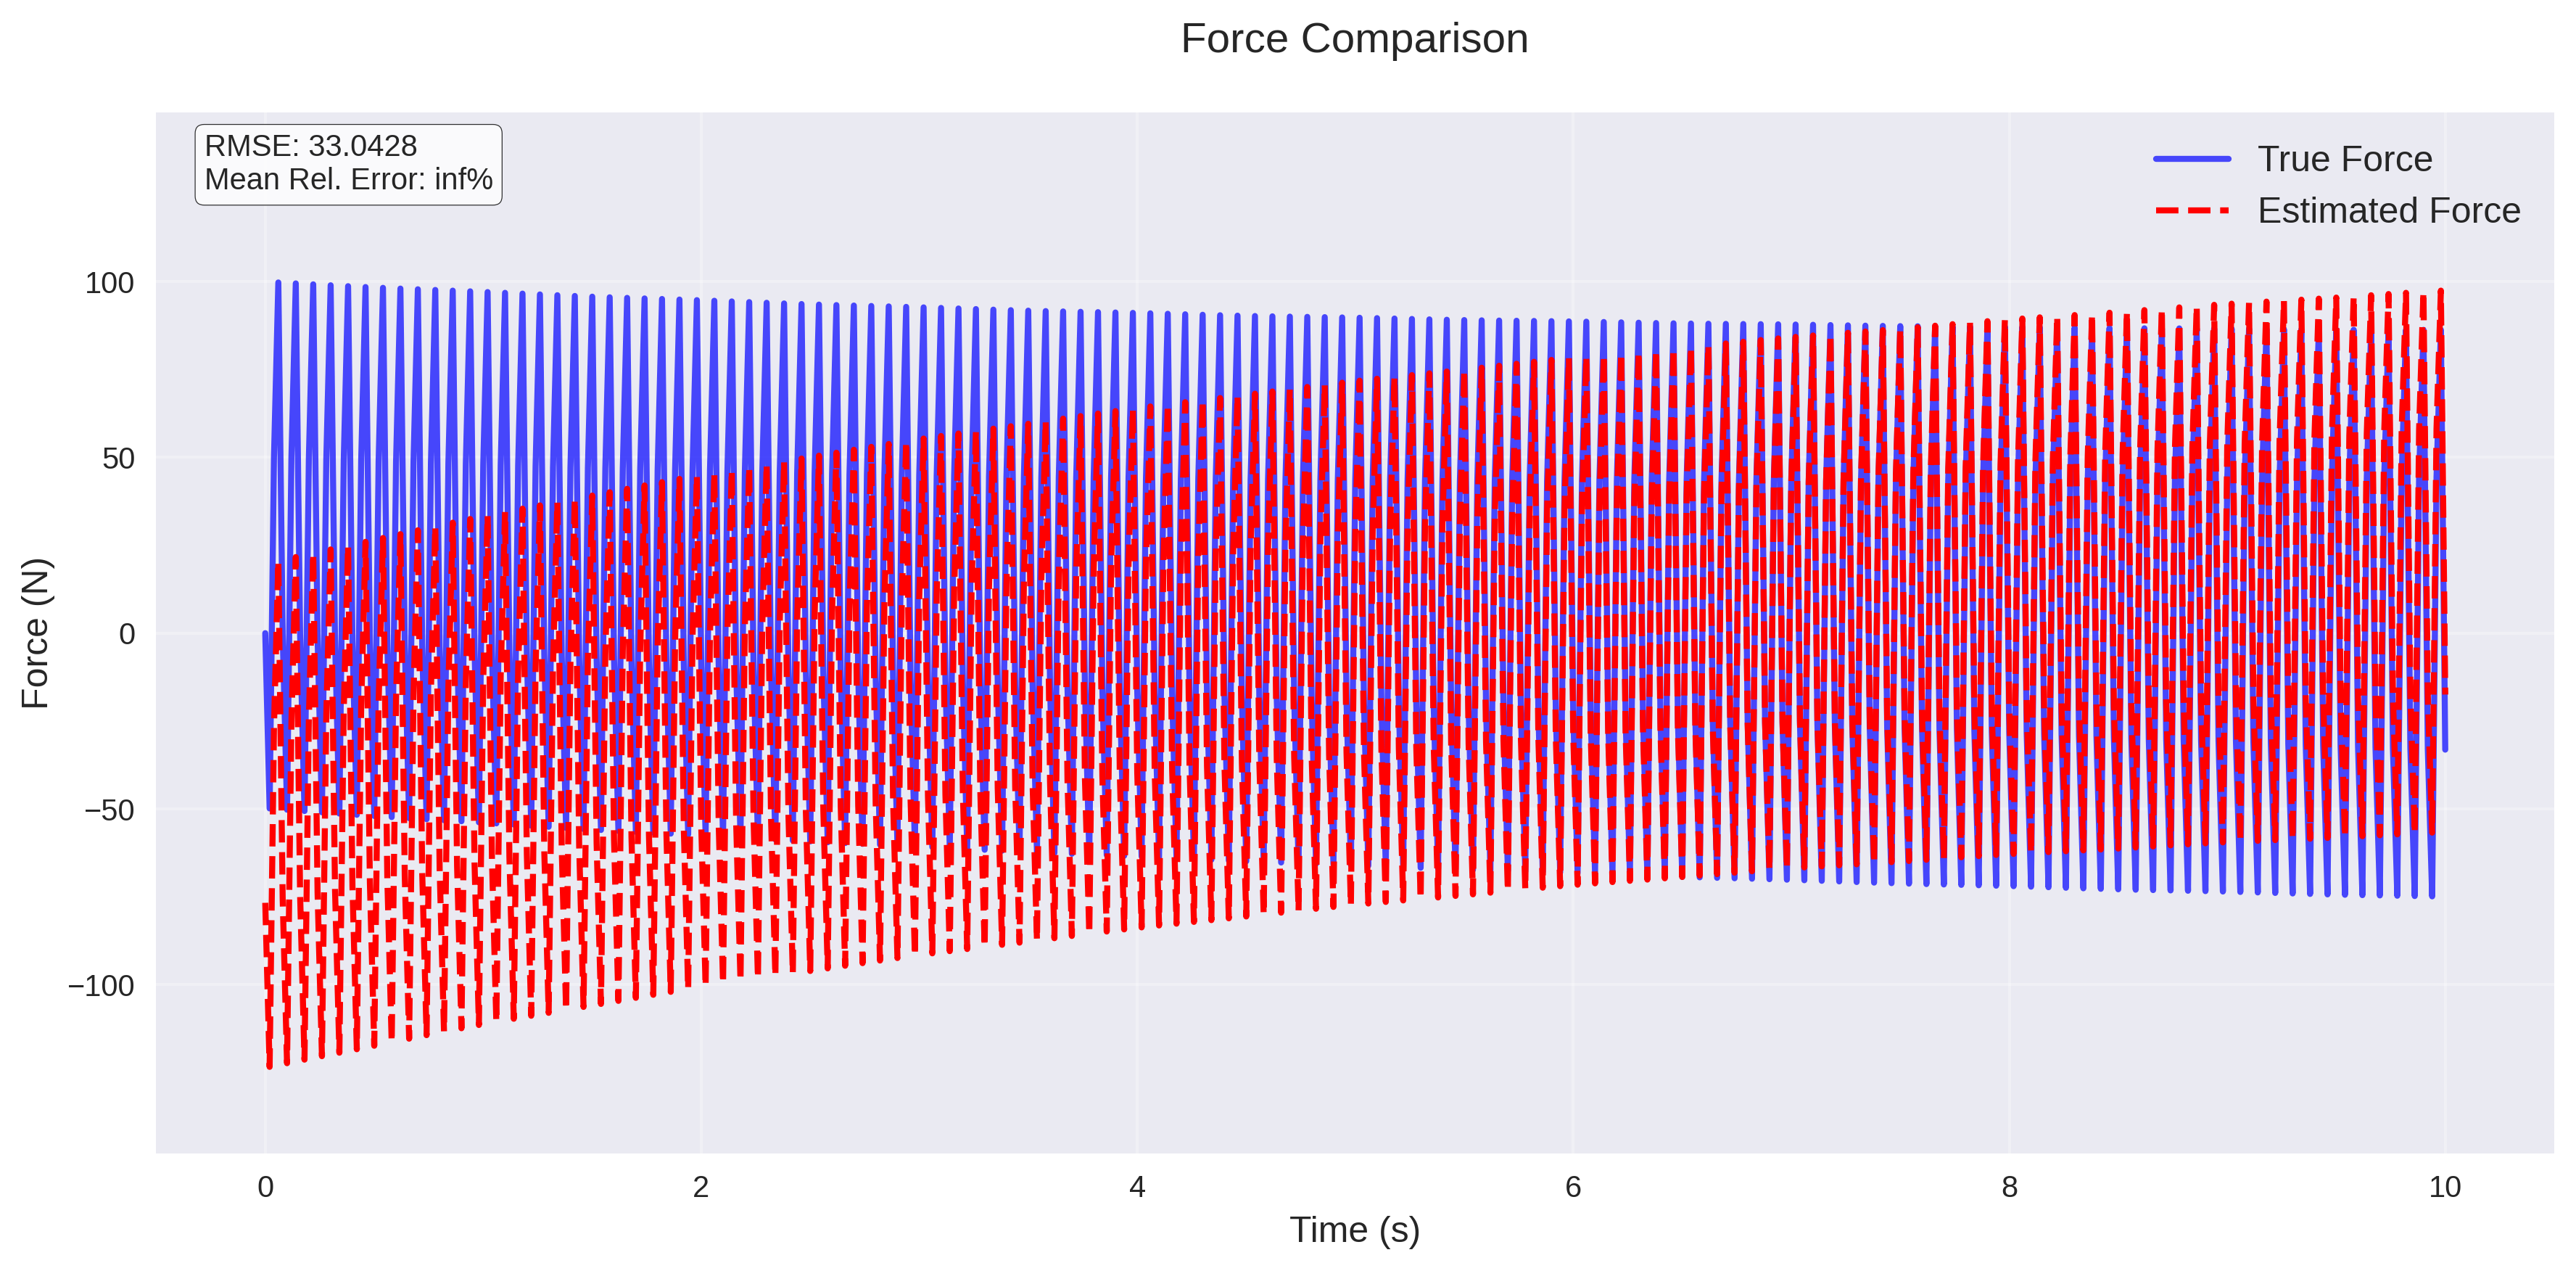 Force Comparison
RMSE: 33.0428
Mean Rel. Error: inf%
True Force
Estimated Force
Force (N)
100
50
0
−50
−100
0
2
4
6
8
10
Time (s)